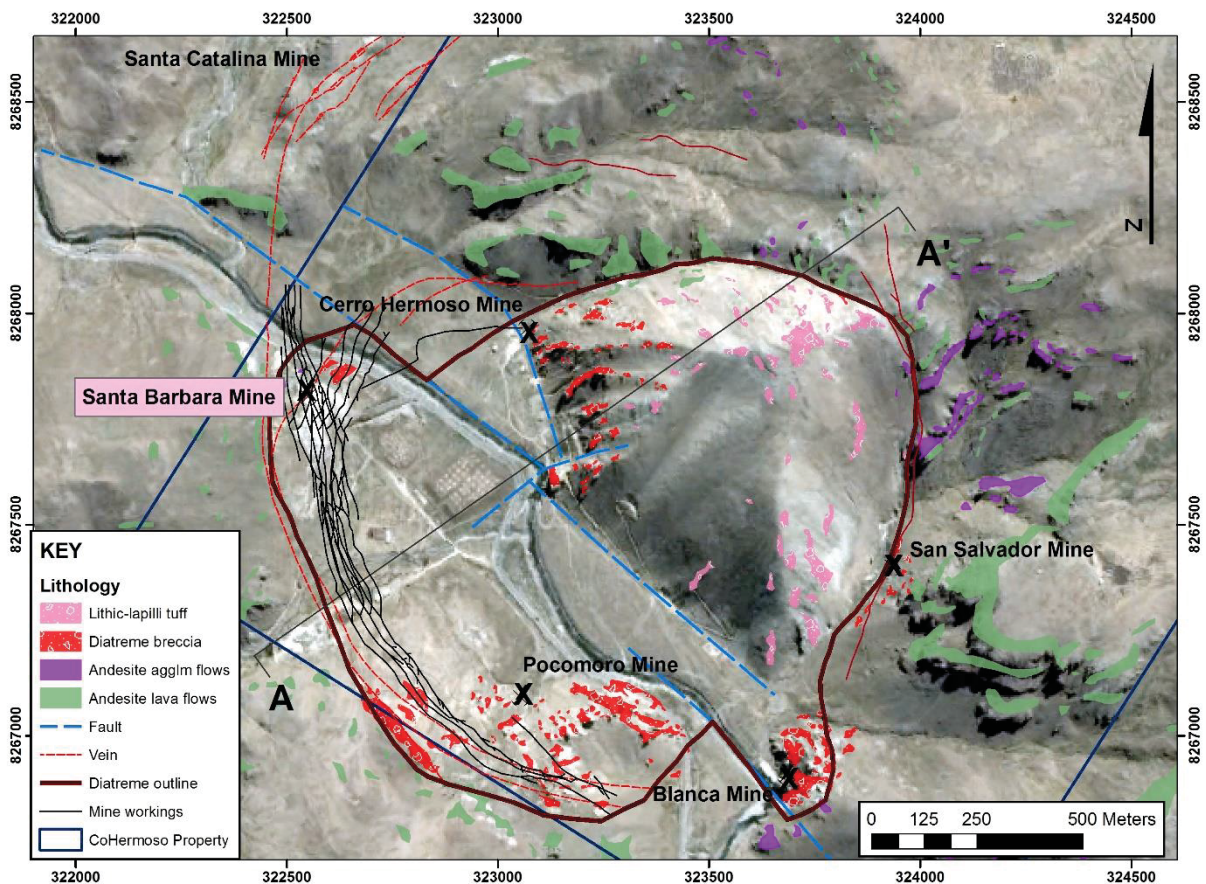 322000 322500 323000 323500 324000 324500
Santa Catalina Mine
8268500 8268500
N
A'
8268000 8268000
Cerro Hermoso Mine
Santa Barbara Mine
8267500 8267500
San Salvador Mine
Pocomoro Mine
A
8267000 8267000
Blanca Mine
KEY
Lithology
Lithic-lapilli tuff
Diatreme breccia
Andesite agglm flows
Andesite lava flows
Fault
Vein
Diatreme outline
Mine workings
CoHermoso Property
0 125 250 500 Meters
322000 322500 323000 323500 324000 324500
X
X
X
X
X